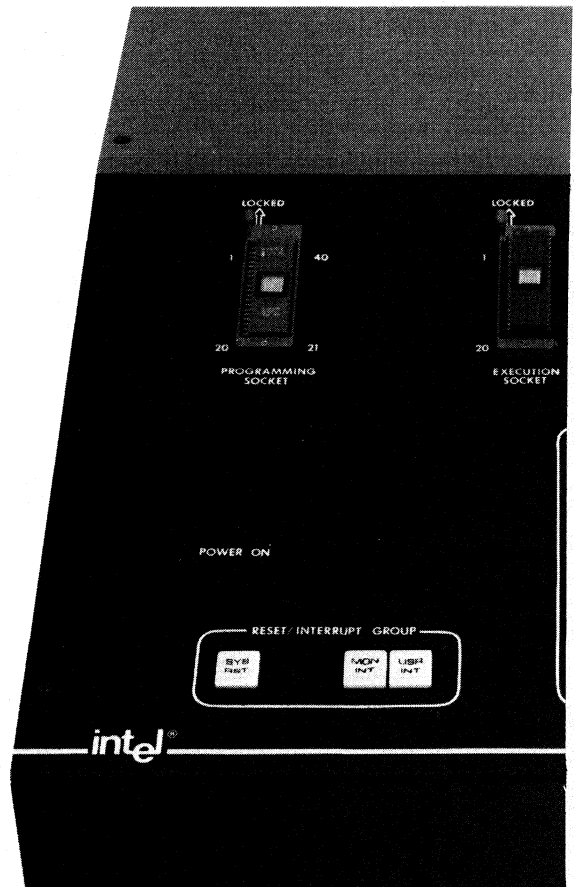 LOCKED
LOCKED
1
40
1
20
21
20
PROGRAMMING
SOCKET
EXECUTION
SOCKET
POWER ON
RESET/INTERRUPT GROUP
SYS
RST
MON
INT
USR
INT
intel®